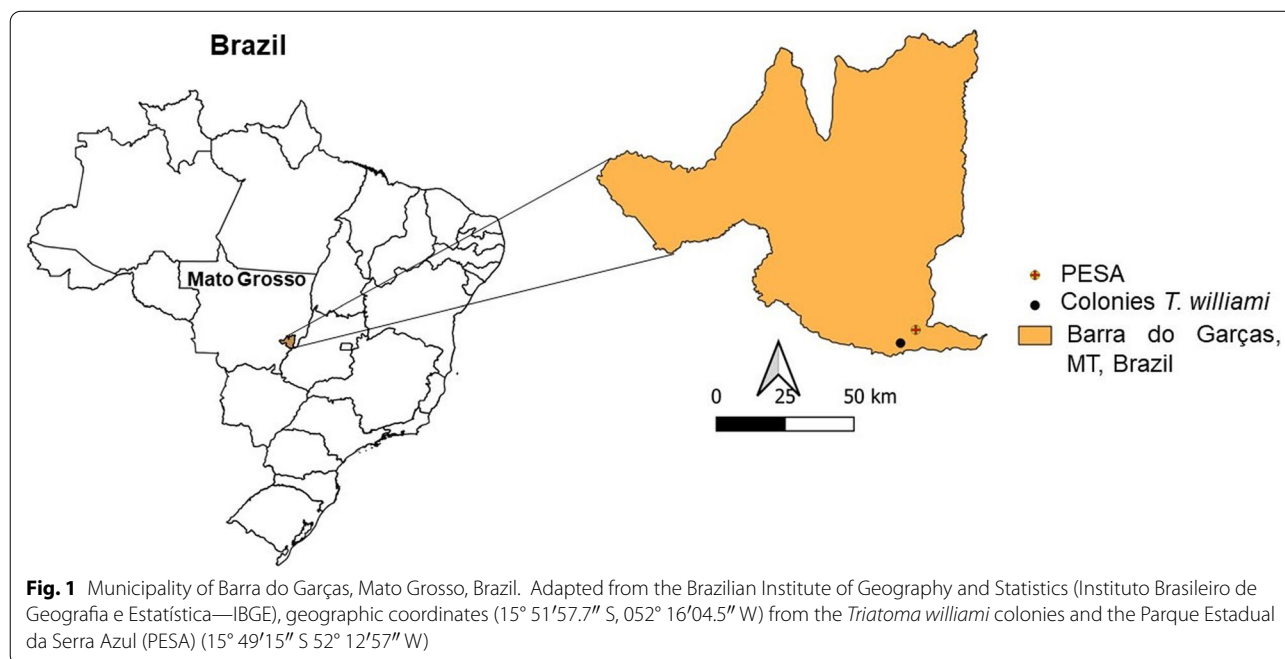 Brazil
Mato Grosso
PESA
Colonies T. williami
Barra do Garças,
MT, Brazil
0 25 50 km
Fig. 1 Municipality of Barra do Garças, Mato Grosso, Brazil. Adapted from the Brazilian Institute of Geography and Statistics (Instituto Brasileiro de
Geografia e Estatística—IBGE), geographic coordinates (15° 51′57.7″ S, 052° 16′04.5″ W) from the Triatoma williami colonies and the Parque Estadual
da Serra Azul (PESA) (15° 49′15″ S 52° 12′57″ W)